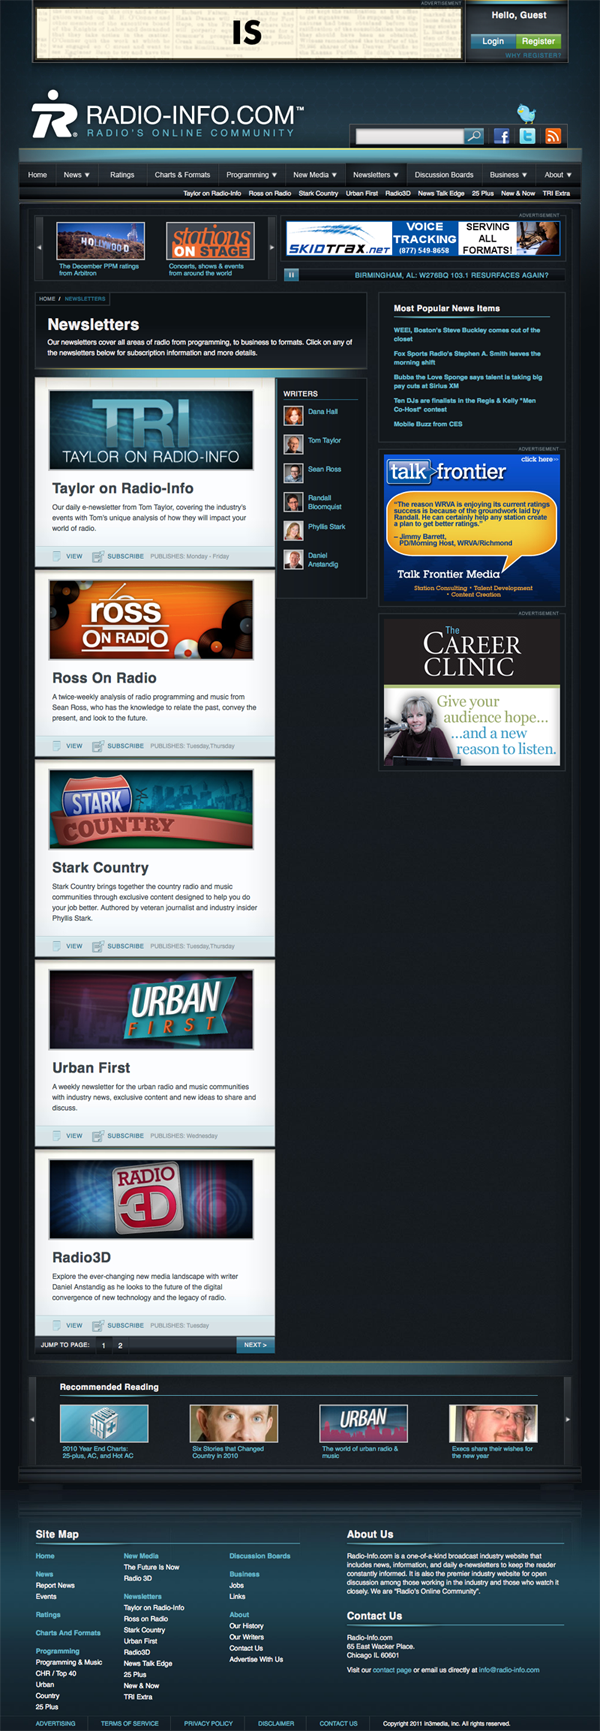 ADVERTISEMENT
IS
Hello, Guest
Login Register
WHY REGISTER?
RADIO-INFO.COM™
RADIO'S ONLINE COMMUNITY
Home News ▼ Ratings Charts & Formats Programming ▼ New Media ▼ Newsletters ▼ Discussion Boards Business ▼ About ▼
Taylor on Radio-Info Ross on Radio Stark Country Urban First Radio3D News Talk Edge 25 Plus New & Now TRI Extra
HOLLYWOOD
The December PPM ratings
from Arbitron
stations
ON STAGE
Concerts, shows & events
from around the world
ADVERTISEMENT
SKIDTRAX.NET
VOICE
TRACKING
(877) 549-8658
SERVING
ALL
FORMATS!
BIRMINGHAM, AL: W276BQ 103.1 RESURFACES AGAIN?
HOME / NEWSLETTERS
Newsletters
Our newsletters cover all areas of radio from programming, to business to formats. Click on any of
the newsletters below for subscription information and more details.
TRI
TAYLOR ON RADIO-INFO
Taylor on Radio-Info
Our daily e-newsletter from Tom Taylor, covering the industry's
events with Tom's unique analysis of how they will impact your
world of radio.
VIEW SUBSCRIBE PUBLISHES: Monday - Friday
ross
ON RADIO
Ross On Radio
A twice-weekly analysis of radio programming and music from
Sean Ross, who has the knowledge to relate the past, convey the
present, and look to the future.
VIEW SUBSCRIBE PUBLISHES: Tuesday,Thursday
STARK
COUNTRY
Stark Country
Stark Country brings together the country radio and music
communities through exclusive content designed to help you do
your job better. Authored by veteran journalist and industry insider
Phyllis Stark.
VIEW SUBSCRIBE PUBLISHES: Tuesday,Thursday
URBAN
FIRST
Urban First
A weekly newsletter for the urban radio and music communities
with industry news, exclusive content and new ideas to share and
discuss.
VIEW SUBSCRIBE PUBLISHES: Wednesday
RADIO
3D
Radio3D
Explore the ever-changing new media landscape with writer
Daniel Anstandig as he looks to the future of the digital
convergence of new technology and the legacy of radio.
VIEW SUBSCRIBE PUBLISHES: Tuesday
JUMP TO PAGE: 1 2 NEXT >
WRITERS
Dana Hall
Tom Taylor
Sean Ross
Randall
Bloomquist
Phyllis Stark
Daniel
Anstandig
Most Popular News Items
WEEI, Boston's Steve Buckley comes out of the
closet
Fox Sports Radio's Stephen A. Smith leaves the
morning shift
Bubba the Love Sponge says talent is taking big
pay cuts at Sirius XM
Ten DJs are finalists in the Regis & Kelly "Men
Co-Host" contest
Mobile Buzz from CES
ADVERTISEMENT
click here>>
talk frontier
"The reason WRVA is enjoying its current ratings
success is because of the groundwork laid by
Randall. He can certainly help any station create
a plan to get better ratings."
– Jimmy Barrett,
PD/Morning Host, WRVA/Richmond
Talk Frontier Media
Station Consulting • Talent Development
• Content Creation
ADVERTISEMENT
The
CAREER
CLINIC
Give your
audience hope...
...and a new
reason to listen.
Recommended Reading
2010 Year End Charts:
25-plus, AC, and Hot AC
Six Stories that Changed
Country in 2010
URBAN
The world of urban radio &
music
Execs share their wishes for
the new year
Site Map
Home
News
Report News
Events
Ratings
Charts And Formats
Programming
Programming & Music
CHR / Top 40
Urban
Country
25 Plus
New Media
The Future Is Now
Radio 3D
Newsletters
Taylor on Radio-Info
Ross on Radio
Stark Country
Urban First
Radio3D
News Talk Edge
25 Plus
New & Now
TRI Extra
Discussion Boards
Business
Jobs
Links
About
Our History
Our Writers
Contact Us
Advertise With Us
About Us
Radio-Info.com is a one-of-a-kind broadcast industry website that
includes news, information, and daily e-newsletters to keep the reader
constantly informed. It is also the premier industry website for open
discussion among those working in the industry and those who watch it
closely. We are "Radio's Online Community".
Contact Us
Radio-Info.com
65 East Wacker Place.
Chicago IL 60601
Visit our contact page or email us directly at info@radio-info.com
ADVERTISING TERMS OF SERVICE PRIVACY POLICY DISCLAIMER CONTACT US Copyright 2011 In3media, Inc. All rights reserved.